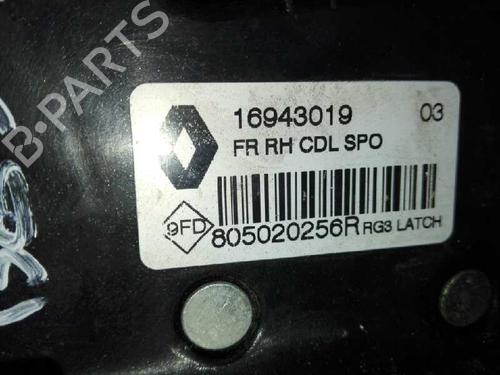 B-PARTS
16943019 03
FR RH CDL SPO
9FD 805020256R RG3 LATCH